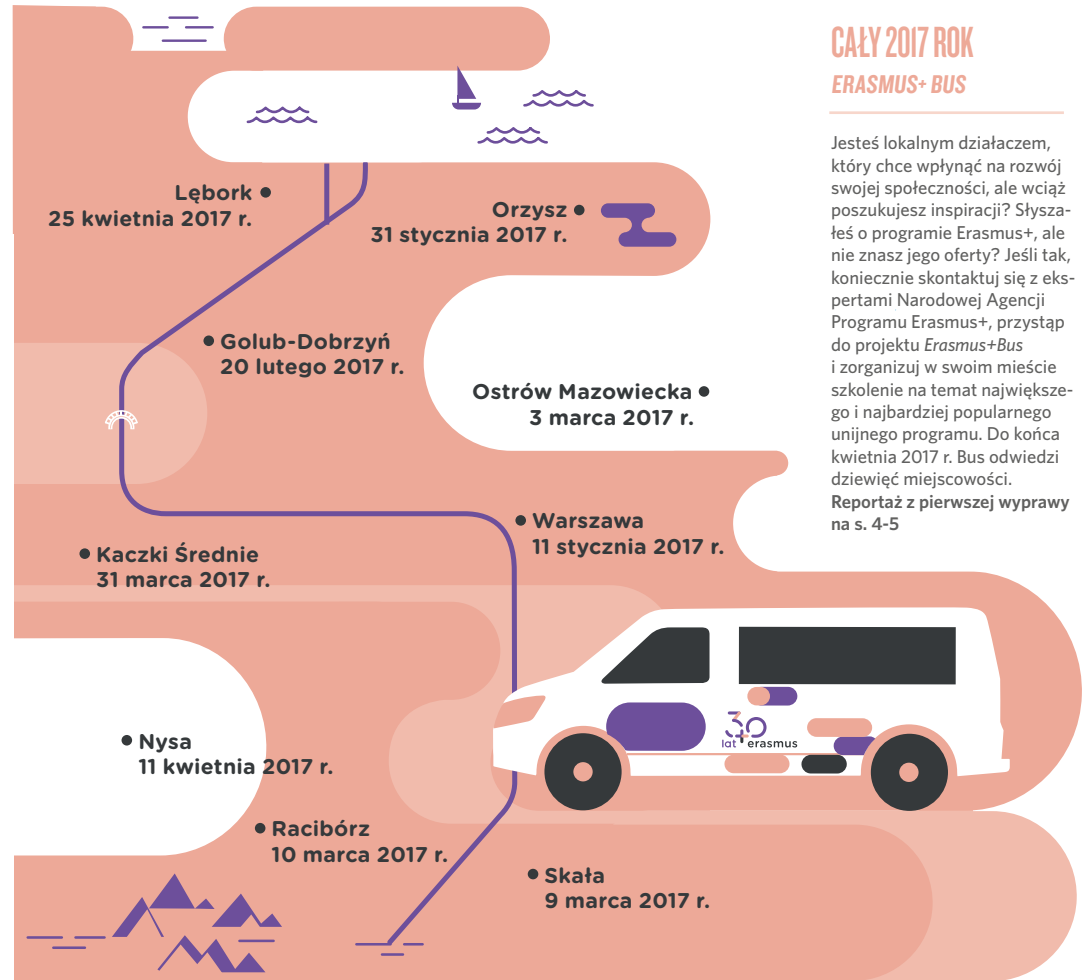 CAŁY 2017 ROK
ERASMUS+ BUS
Jesteś lokalnym działaczem,
który chce wpłynąć na rozwój
swojej społeczności, ale wciąż
poszukujesz inspiracji? Słysza-
łeś o programie Erasmus+, ale
nie znasz jego oferty? Jeśli tak,
koniecznie skontaktuj się z eks-
pertami Narodowej Agencji
Programu Erasmus+, przystąp
do projektu Erasmus+Bus
i zorganizuj w swoim mieście
szkolenie na temat największe-
go i najbardziej popularnego
unijnego programu. Do końca
kwietnia 2017 r. Bus odwiedzi
dziewięć miejscowości.
Reportaż z pierwszej wyprawy
na s. 4-5
Lębork
25 kwietnia 2017 r.
Orzysz
31 stycznia 2017 r.
Golub-Dobrzyń
20 lutego 2017 r.
Ostrów Mazowiecka
3 marca 2017 r.
Warszawa
11 stycznia 2017 r.
Kaczki Średnie
31 marca 2017 r.
30
lat erasmus+
Nysa
11 kwietnia 2017 r.
Racibórz
10 marca 2017 r.
Skała
9 marca 2017 r.